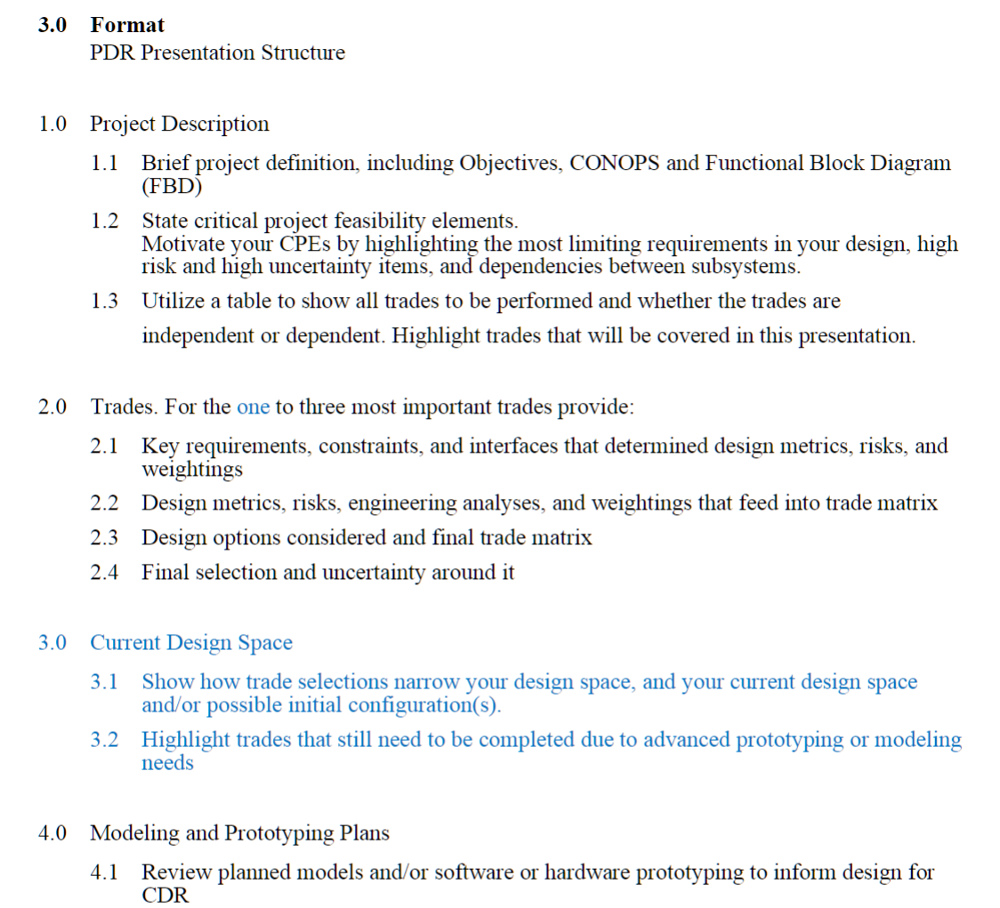 3.0 Format
PDR Presentation Structure
1.0 Project Description
1.1 Brief project definition, including Objectives, CONOPS and Functional Block Diagram
(FBD)
1.2 State critical project feasibility elements.
Motivate your CPEs by highlighting the most limiting requirements in your design, high
risk and high uncertainty items, and dependencies between subsystems.
1.3 Utilize a table to show all trades to be performed and whether the trades are
independent or dependent. Highlight trades that will be covered in this presentation.
2.0 Trades. For the one to three most important trades provide:
2.1 Key requirements, constraints, and interfaces that determined design metrics, risks, and
weightings
2.2 Design metrics, risks, engineering analyses, and weightings that feed into trade matrix
2.3 Design options considered and final trade matrix
2.4 Final selection and uncertainty around it
3.0 Current Design Space
3.1 Show how trade selections narrow your design space, and your current design space
and/or possible initial configuration(s).
3.2 Highlight trades that still need to be completed due to advanced prototyping or modeling
needs
4.0 Modeling and Prototyping Plans
4.1 Review planned models and/or software or hardware prototyping to inform design for
CDR